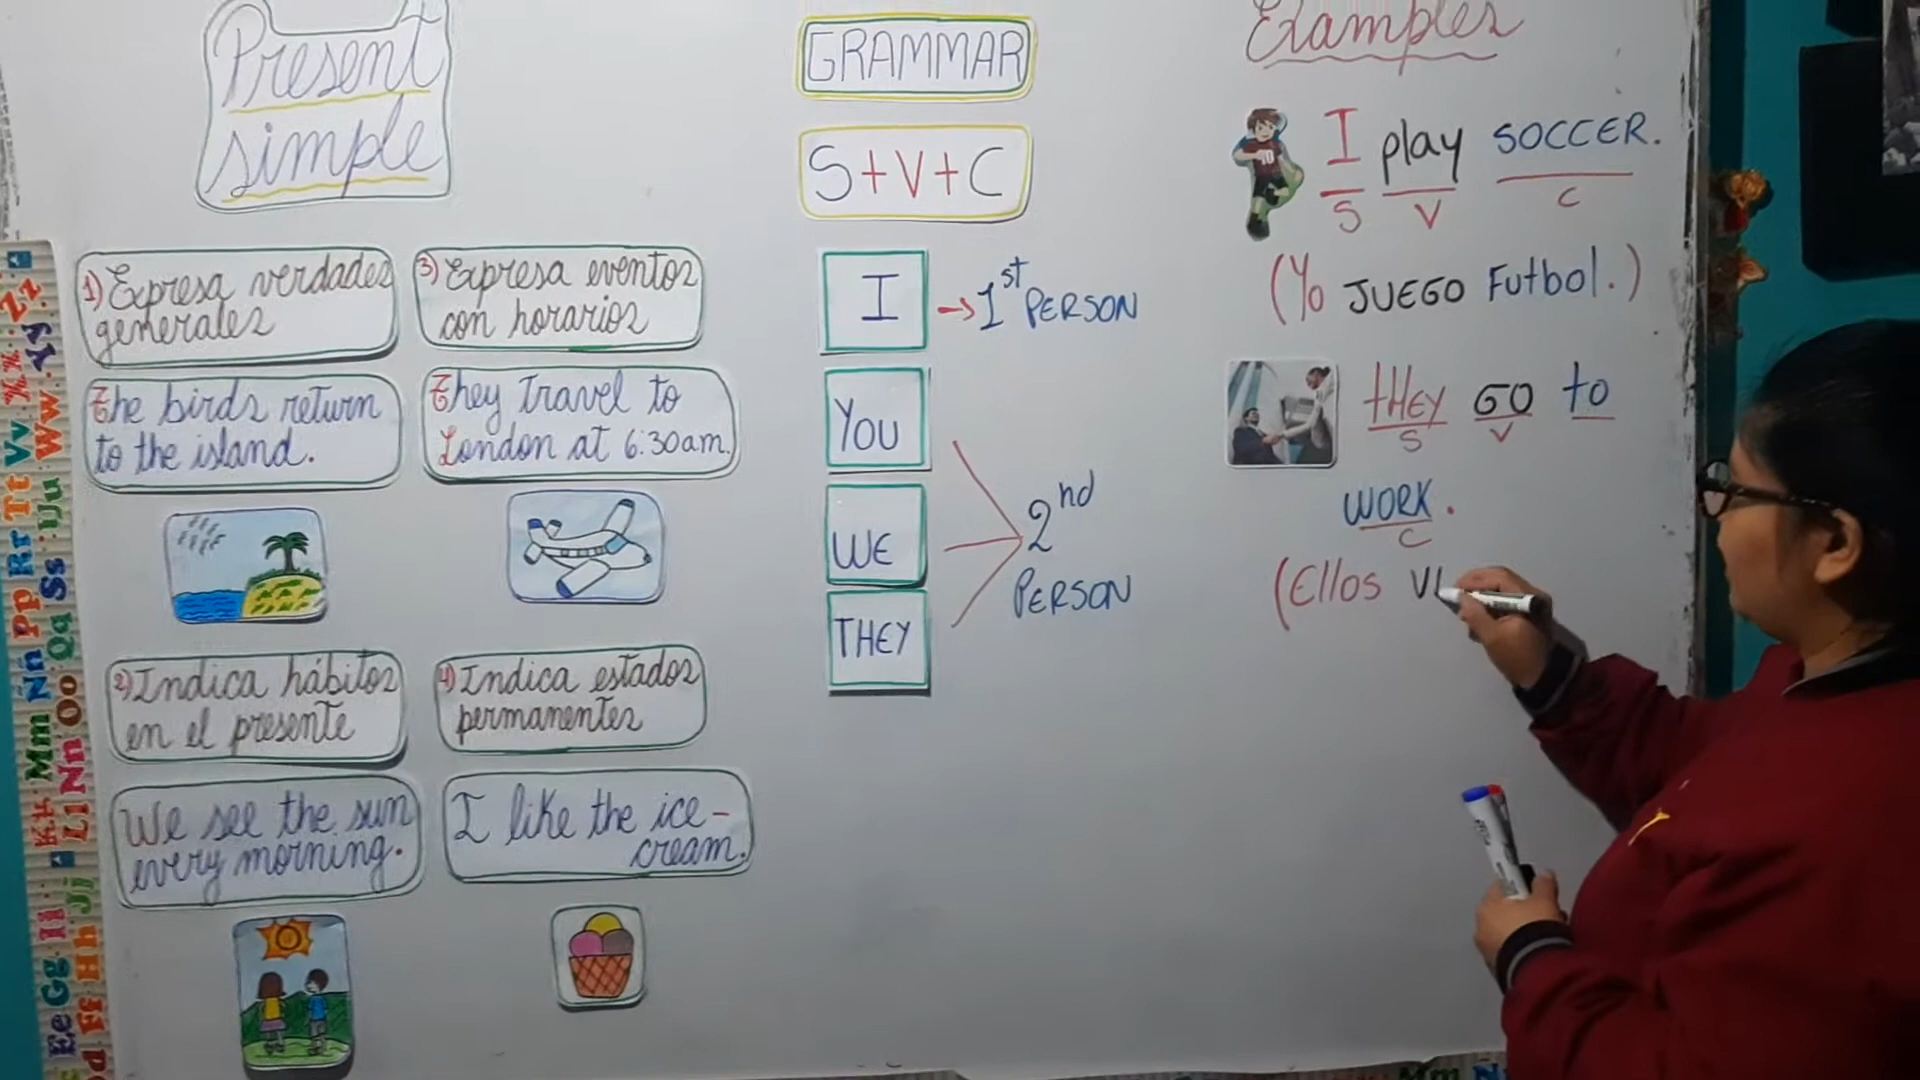 Present
simple
1) Expresa verdades
generales
The birds return
to the island.
2) Indica hábitos
en el presente
We see the sun
every morning.
3) Expresa eventos
con horarios
They travel to
London at 6:30am.
4) Indica estados
permanentes
I like the ice-
cream.
GRAMMAR
S+V+C
I → 1st PERSON
YOU
WE
THEY
2nd
PERSON
Examples
I play SOCCER.
S V C
(Yo JUEGO Futbol.)
tHEY GO to
S V
WORK.
C
(Ellos